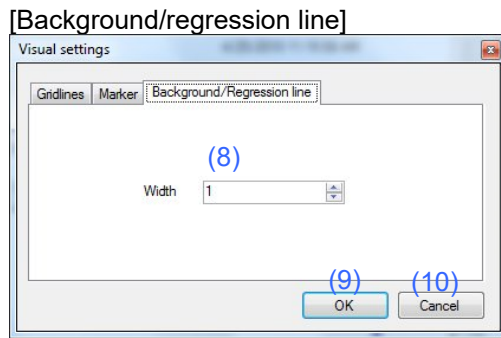 [Background/regression line]
Visual settings
Gridlines Marker Background/Regression line
(8)
Width 1
(9) (10)
OK Cancel